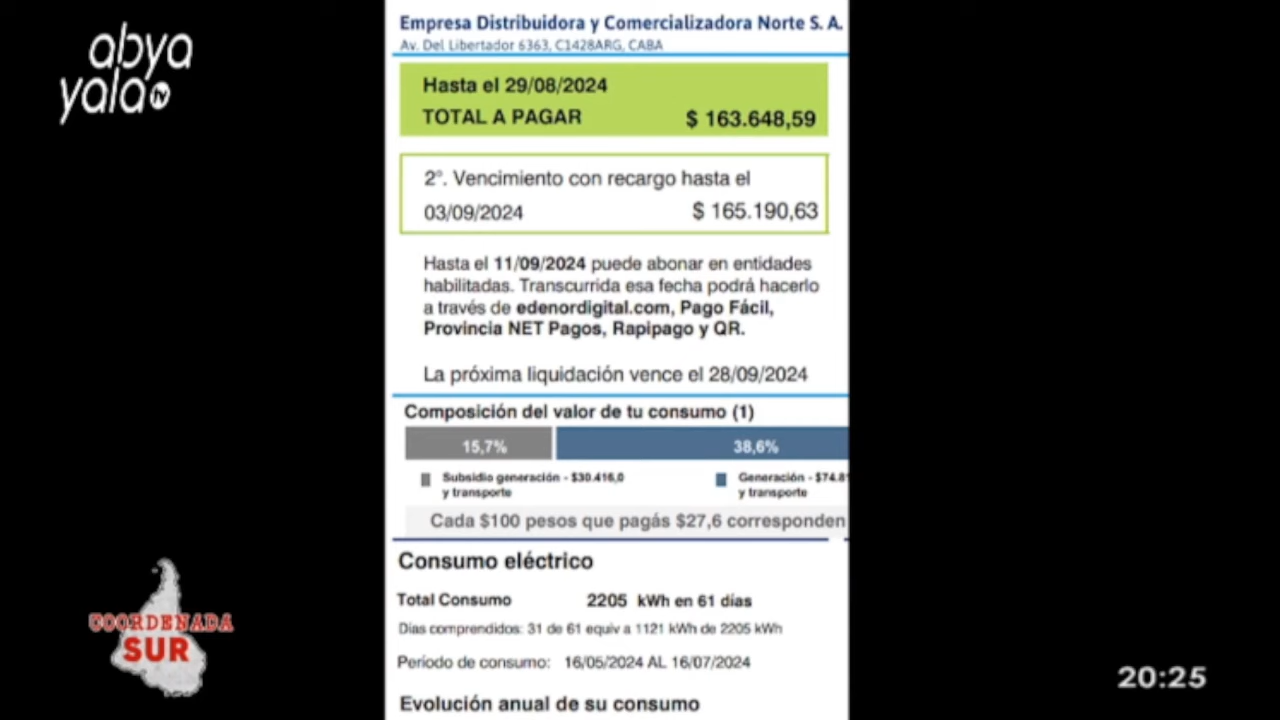 abya
yala tv
Empresa Distribuidora y Comercializadora Norte S. A.
Av. Del Libertador 6363, C1428ARG, CABA
Hasta el 29/08/2024
TOTAL A PAGAR $ 163.648,59
2°. Vencimiento con recargo hasta el
03/09/2024 $ 165.190,63
Hasta el 11/09/2024 puede abonar en entidades
habilitadas. Transcurrida esa fecha podrá hacerlo
a través de edenordigital.com, Pago Fácil,
Provincia NET Pagos, Rapipago y QR.
La próxima liquidación vence el 28/09/2024
Composición del valor de tu consumo (1)
15,7% 38,6%
Subsidio generación - $30.416,0 Generación - $74.8
y transporte y transporte
Cada $100 pesos que pagás $27,6 corresponden
Consumo eléctrico
Total Consumo 2205 kWh en 61 días
Días comprendidos: 31 de 61 equiv a 1121 kWh de 2205 kWh
Período de consumo: 16/05/2024 AL 16/07/2024
Evolución anual de su consumo
COORDENADA
SUR
20:25